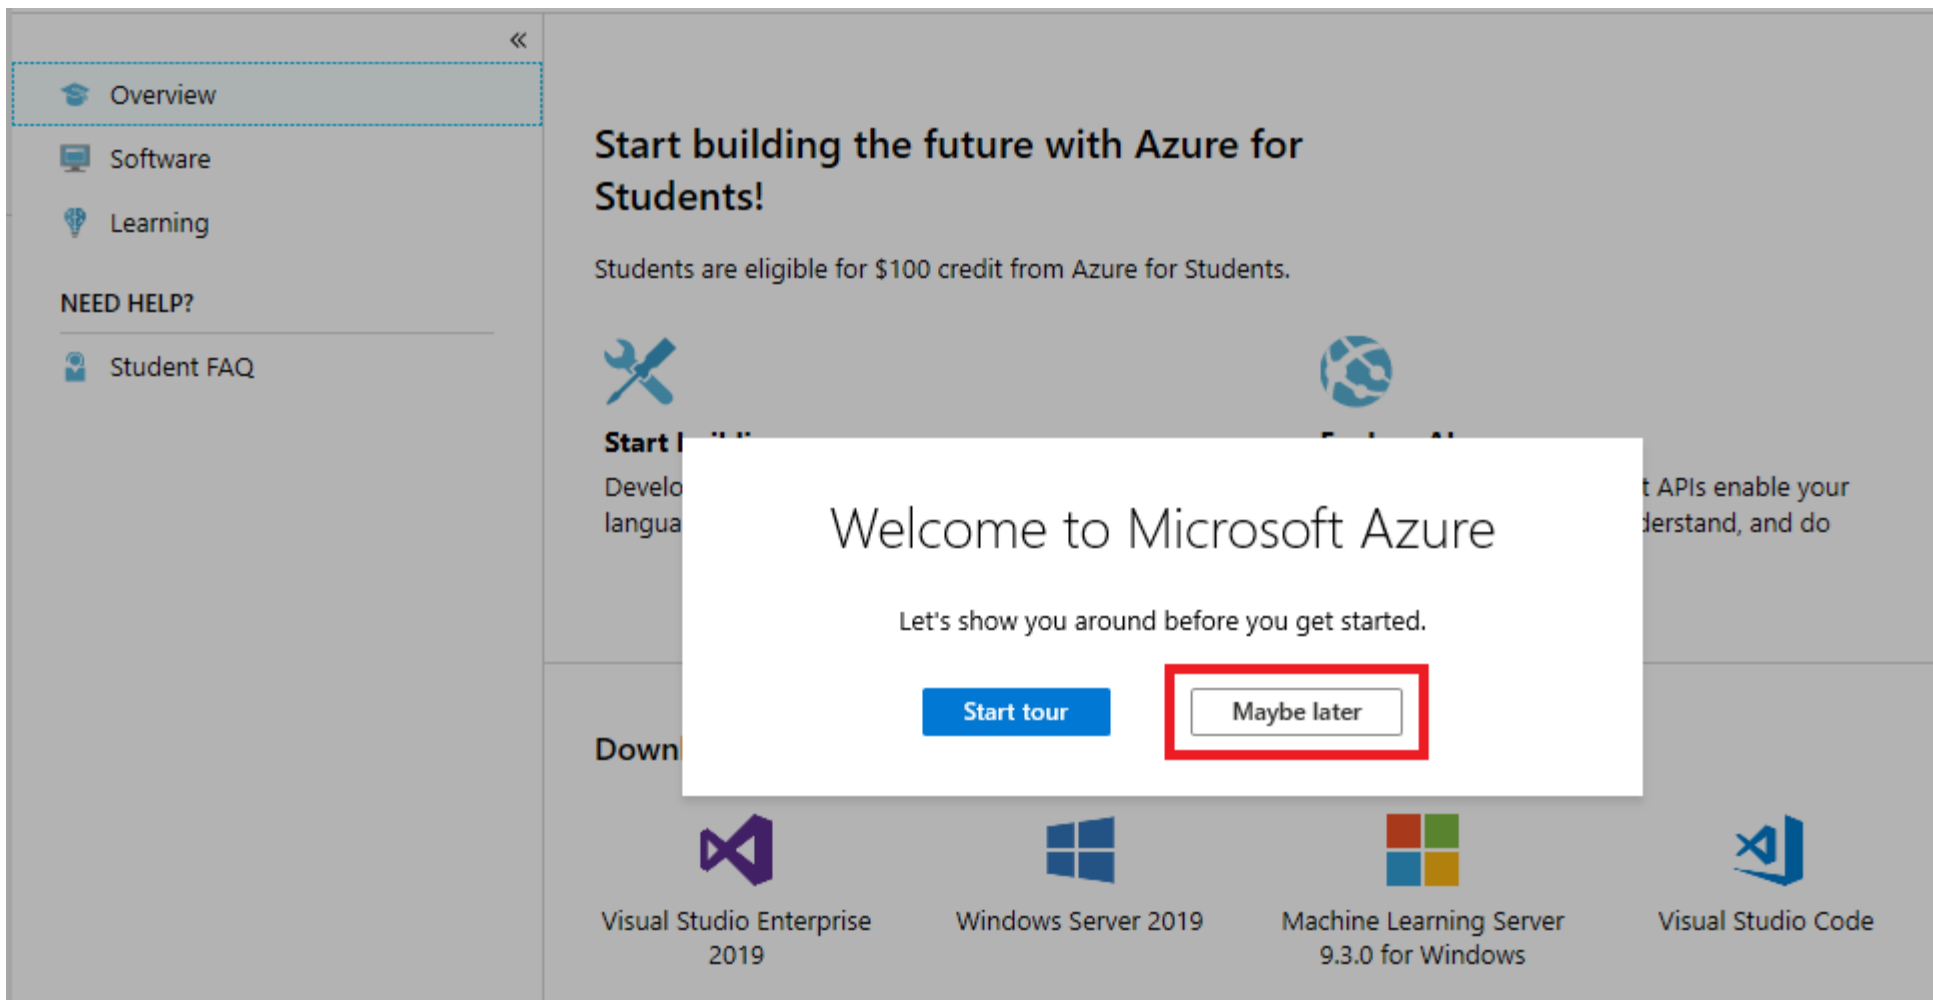 «
Overview
Software
Learning
NEED HELP?
Student FAQ
Start building the future with Azure for
Students!
Students are eligible for $100 credit from Azure for Students.
Start
Develo
langua
t APIs enable your
derstand, and do
Welcome to Microsoft Azure
Let's show you around before you get started.
Start tour
Maybe later
Down
Visual Studio Enterprise
2019
Windows Server 2019
Machine Learning Server
9.3.0 for Windows
Visual Studio Code